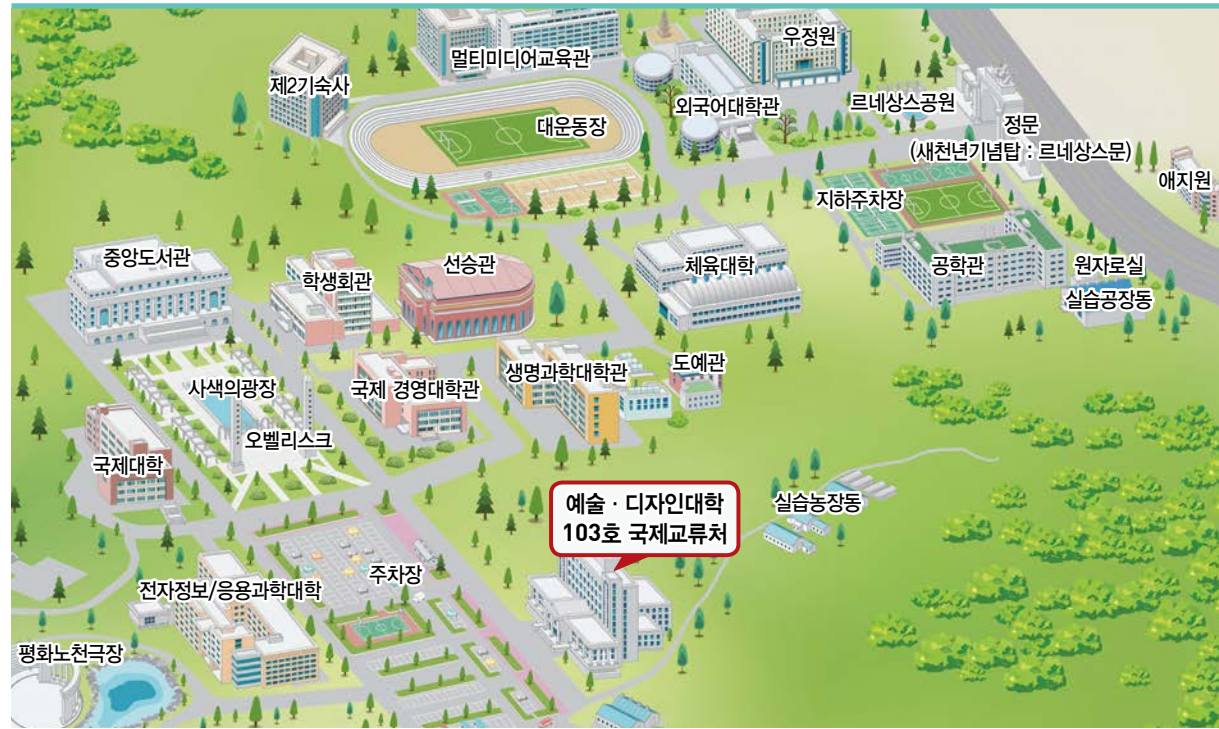 우정원
멀티미디어교육관
제2기숙사
외국어대학관
르네상스공원
대운동장
정문
(새천년기념탑 : 르네상스문)
애지원
지하주차장
중앙도서관
학생회관
선승관
체육대학
공학관
원자로실
실습공장동
사색의광장
국제 경영대학관
생명과학대학관
도예관
오벨리스크
국제대학
예술 · 디자인대학
103호 국제교류처
실습농장동
주차장
전자정보/응용과학대학
평화노천극장